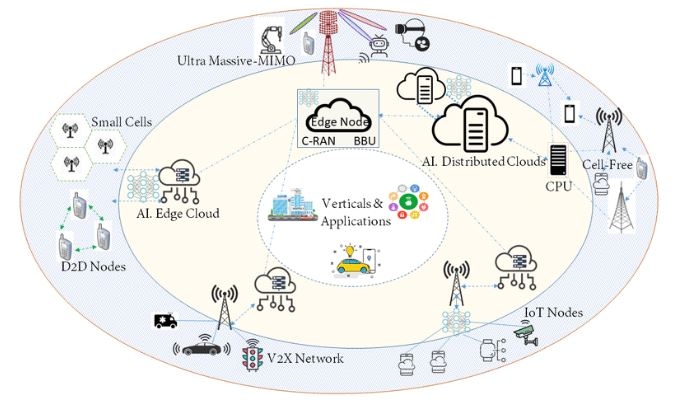 Ultra Massive-MIMO
Small Cells
Edge Node
C-RAN BBU
AI. Distributed Clouds
Cell-Free
CPU
AI. Edge Cloud
Verticals &
Applications
D2D Nodes
IoT Nodes
V2X Network